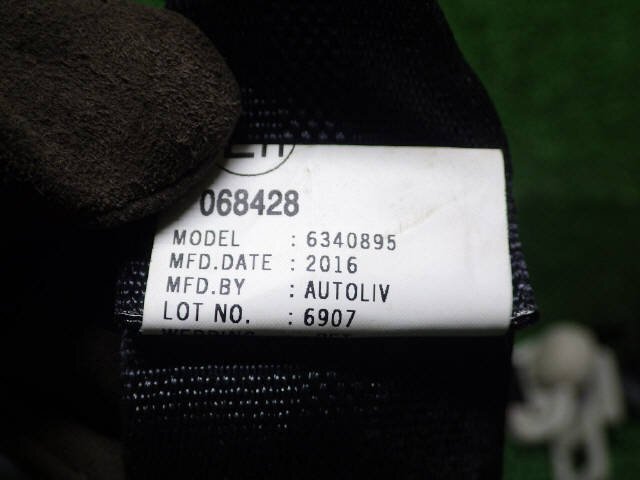 068428
MODEL : 6340895
MFD.DATE : 2016
MFD.BY : AUTOLIV
LOT NO. : 6907